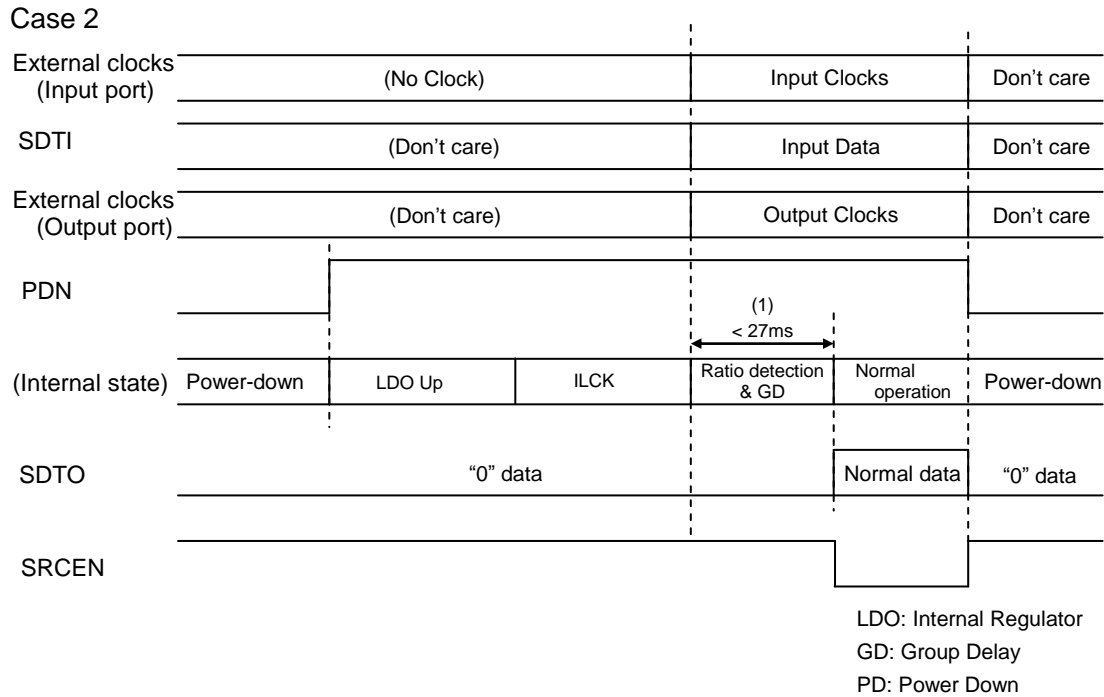 Case 2
External clocks
(Input port)
(No Clock)
Input Clocks
Don't care
SDTI
(Don't care)
Input Data
Don't care
External clocks
(Output port)
(Don't care)
Output Clocks
Don't care
PDN
(1)
< 27ms
(Internal state)
Power-down
LDO Up
ILCK
Ratio detection
& GD
Normal
operation
Power-down
SDTO
“0” data
Normal data
“0” data
SRCEN
LDO: Internal Regulator
GD: Group Delay
PD: Power Down